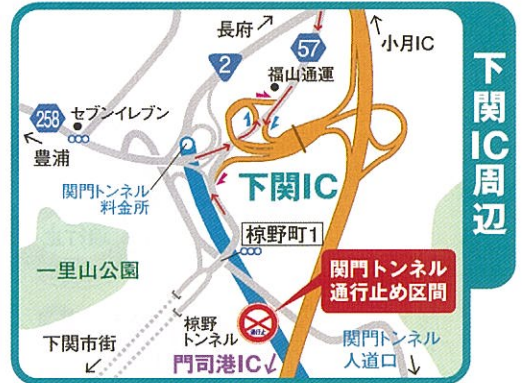 下関IC周辺
長府
57
小月IC
2
福山通運
258
セブンイレブン
豊浦
関門トンネル
料金所
下関IC
椋野町1
一里山公園
関門トンネル
通行止め区間
通行止
下関市街
椋野
トンネル
門司港IC
関門トンネル
人道口